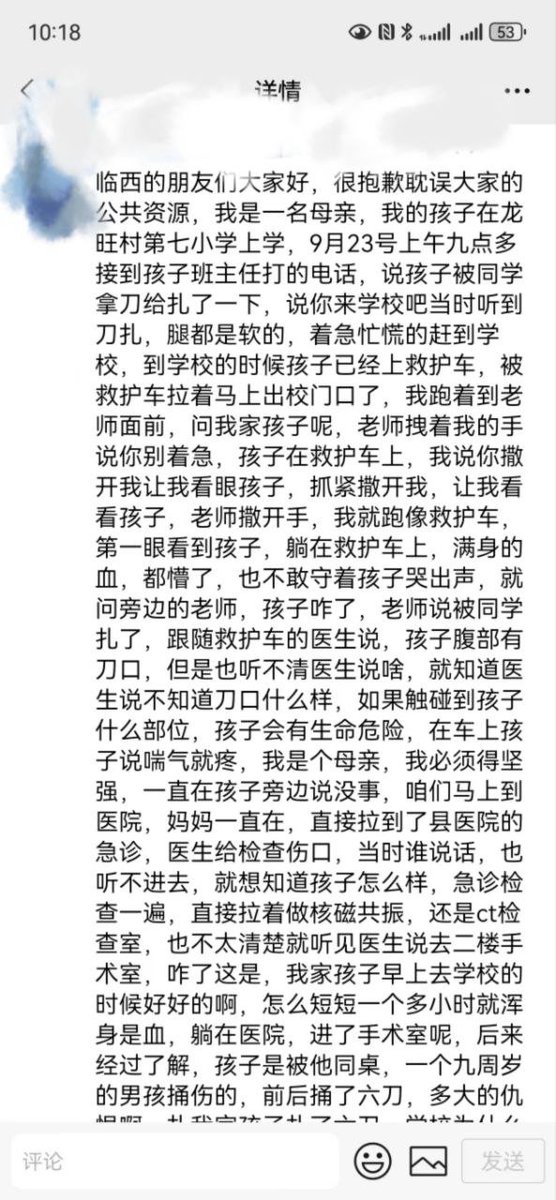 10:18
53
详情
临西的朋友们大家好，很抱歉耽误大家的
公共资源，我是一名母亲，我的孩子在龙
旺村第七小学上学，9月23号上午九点多
接到孩子班主任打的电话，说孩子被同学
拿刀给扎了一下，说你来学校吧当时听到
刀扎，腿都是软的，着急忙慌的赶到学
校，到学校的时候孩子已经上救护车，被
救护车拉着马上出校门口了，我跑着到老
师面前，问我家孩子呢，老师拽着我的手
说你别着急，孩子在救护车上，我说你撒
开我让我看眼孩子，抓紧撒开我，让我看
看孩子，老师撒开手，我就跑像救护车，
第一眼看到孩子，躺在救护车上，满身的
血，都懵了，也不敢守着孩子哭出声，就
问旁边的老师，孩子咋了，老师说被同学
扎了，跟随救护车的医生说，孩子腹部有
刀口，但是也听不清医生说啥，就知道医
生说不知道刀口什么样，如果触碰到孩子
什么部位，孩子会有生命危险，在车上孩
子说喘气就疼，我是个母亲，我必须得坚
强，一直在孩子旁边说没事，咱们马上到
医院，妈妈一直在，直接拉到了县医院的
急诊，医生给检查伤口，当时谁说话，也
听不进去，就想知道孩子怎么样，急诊检
查一遍，直接拉着做核磁共振，还是ct检
查室，也不太清楚就听见医生说去二楼手
术室，咋了这是，我家孩子早上去学校的
时候好好的啊，怎么短短一个多小时就浑
身是血，躺在医院，进了手术室呢，后来
经过了解，孩子是被他同桌，一个九周岁
的男孩捅伤的，前后捅了六刀，多大的仇
恨啊，扎我家孩子扎了六刀，学校为什么
评论
发送